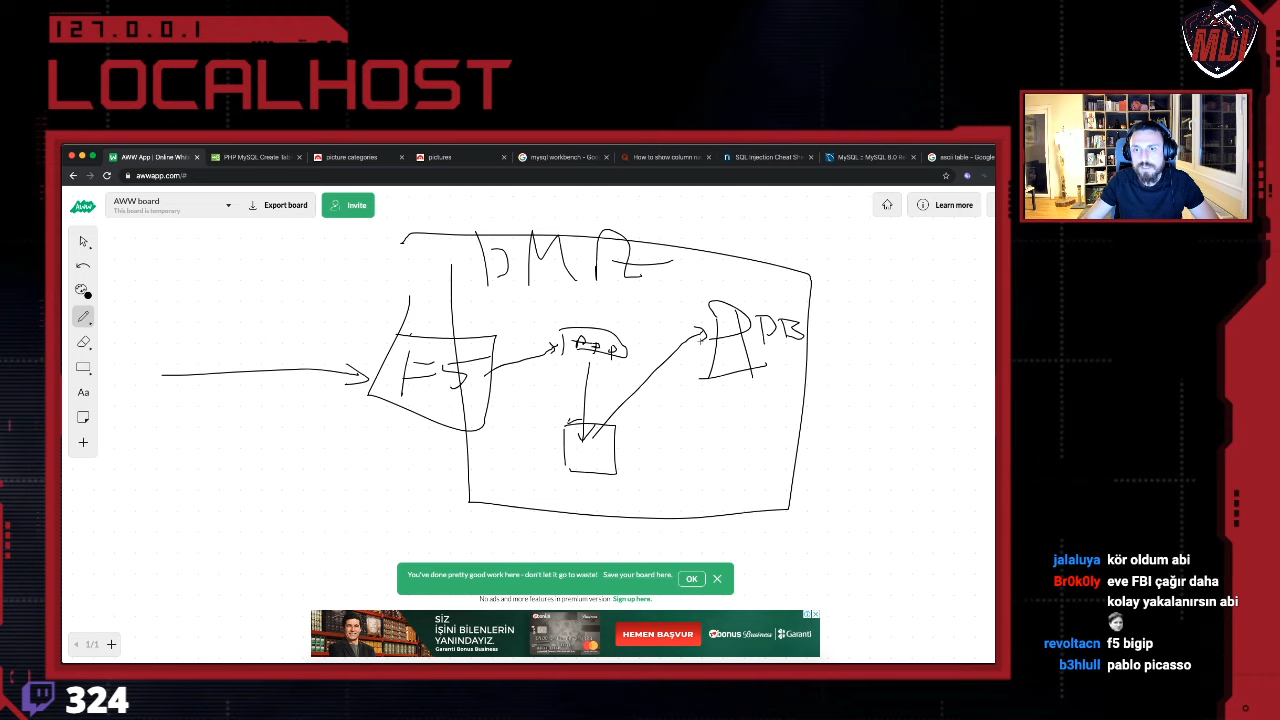 127.0.0.1
LOCALHOST
MDI
AWW App | Online Whi
PHP MySQL Create Tab
picture categories
pictures
mysql workbench - Goo
How to show column na
SQL Injection Cheat She
MySQL :: MySQL 8.0 Re
ascii table - Google
awwapp.com/#
AWW board
This board is temporary
Export board
Invite
Learn more
DMZ
F5
App
DB
Aa
You've done pretty good work here - don't let it go to waste! Save your board here.
OK
No ads and more features in premium version. Sign up here.
SİZ
İŞİNİ BİLENLERİN
YANINDAYIZ.
Garanti Bonus Business
HEMEN BAŞVUR
bonus Business
Garanti
1/1
jalaluya kör oldum abi
Br0k0ly eve FBI çağır daha
kolay yakalanırsın abi
revoltacn f5 bigip
b3hlull pablo picasso
324